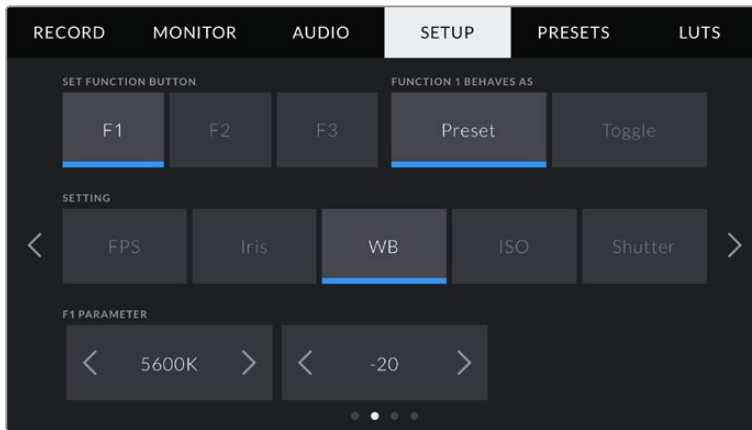 RECORD MONITOR AUDIO SETUP PRESETS LUTS
SET FUNCTION BUTTON FUNCTION 1 BEHAVES AS
F1 F2 F3 Preset Toggle
SETTING
FPS Iris WB ISO Shutter
F1 PARAMETER
5600K -20